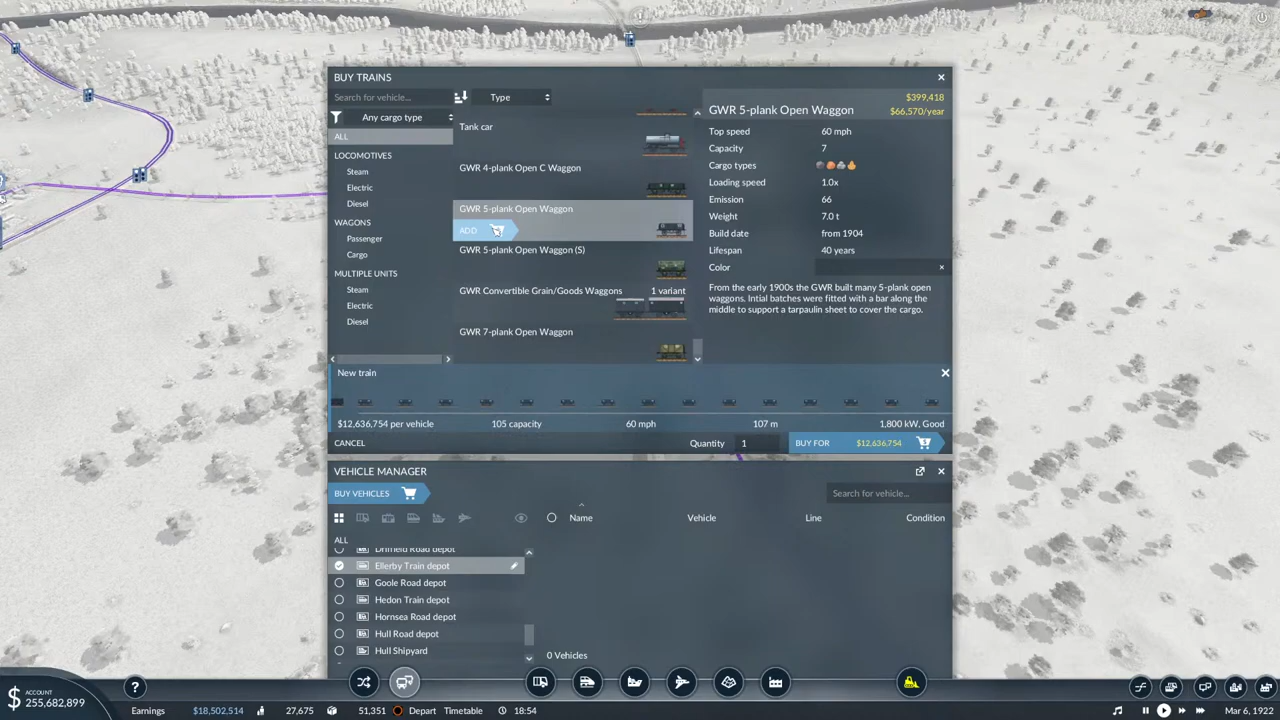 BUY TRAINS
Search for vehicle...
Type
Any cargo type
ALL
LOCOMOTIVES
Steam
Electric
Diesel
WAGONS
Passenger
Cargo
MULTIPLE UNITS
Steam
Electric
Diesel
Tank car
GWR 4-plank Open C Waggon
GWR 5-plank Open Waggon
ADD
GWR 5-plank Open Waggon (S)
GWR Convertible Grain/Goods Waggons 1 variant
GWR 7-plank Open Waggon
$399,418
GWR 5-plank Open Waggon $66,570/year
Top speed 60 mph
Capacity 7
Cargo types
Loading speed 1.0x
Emission 66
Weight 7.0 t
Build date from 1904
Lifespan 40 years
Color
From the early 1900s the GWR built many 5-plank open
waggons. Intial batches were fitted with a bar along the
middle to support a tarpaulin sheet to cover the cargo.
New train
$12,636,754 per vehicle 105 capacity 60 mph 107 m 1,800 kW, Good
CANCEL Quantity 1 BUY FOR $12,636,754
VEHICLE MANAGER
BUY VEHICLES Search for vehicle...
Name Vehicle Line Condition
ALL
Driffield Road depot
Ellerby Train depot
Goole Road depot
Hedon Train depot
Hornsea Road depot
Hull Road depot
Hull Shipyard
0 Vehicles
$ ACCOUNT
255,682,899
?
Earnings $18,502,514 27,675 51,351 Depart Timetable 18:54 Mar 6, 1922